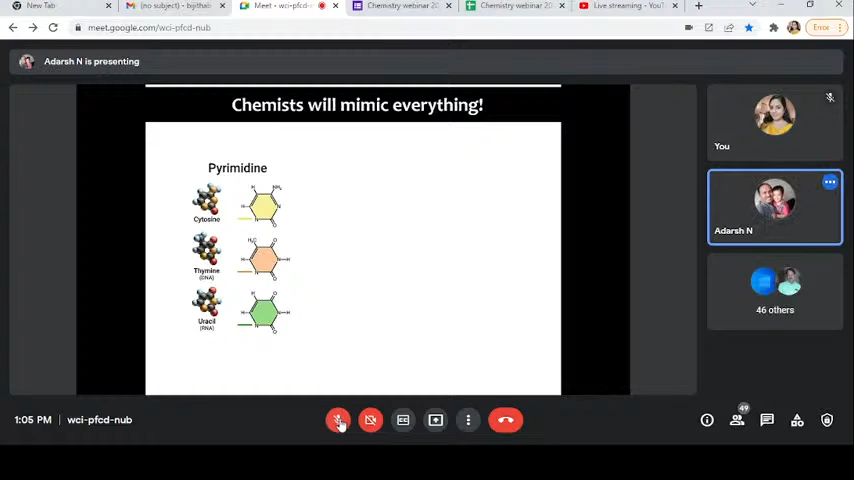 New Tab
(no subject) - bijithai
Meet - wci-pfcd-
Chemistry webinar 20
Chemistry webinar 20
Live streaming - YouT
meet.google.com/wci-pfcd-nub
Error
Adarsh N is presenting
Chemists will mimic everything!
Pyrimidine
Cytosine
Thymine
(DNA)
Uracil
(RNA)
You
Adarsh N
46 others
1:05 PM | wci-pfcd-nub
49